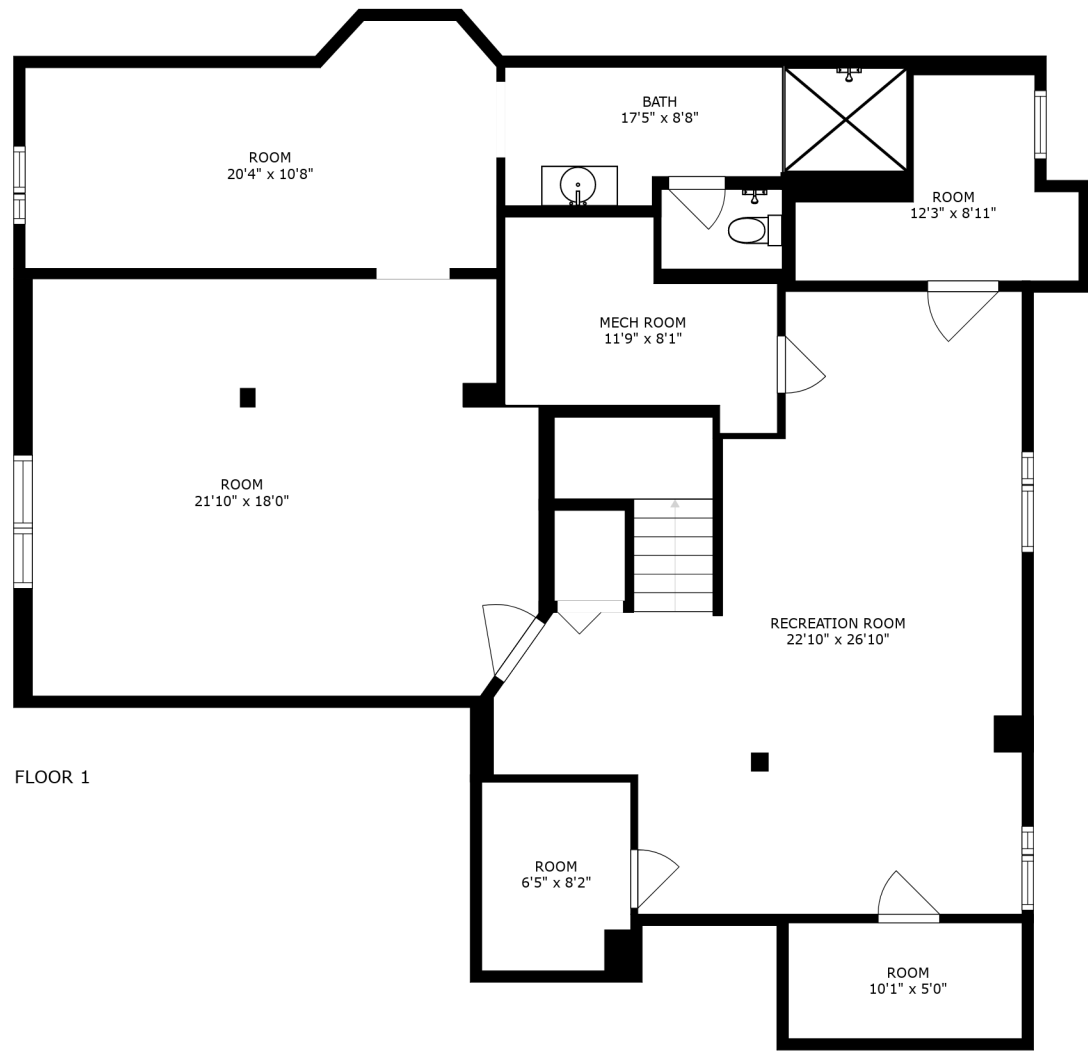 BATH
17'5" x 8'8"
ROOM
20'4" x 10'8"
ROOM
12'3" x 8'11"
MECH ROOM
11'9" x 8'1"
ROOM
21'10" x 18'0"
RECREATION ROOM
22'10" x 26'10"
FLOOR 1
ROOM
6'5" x 8'2"
ROOM
10'1" x 5'0"